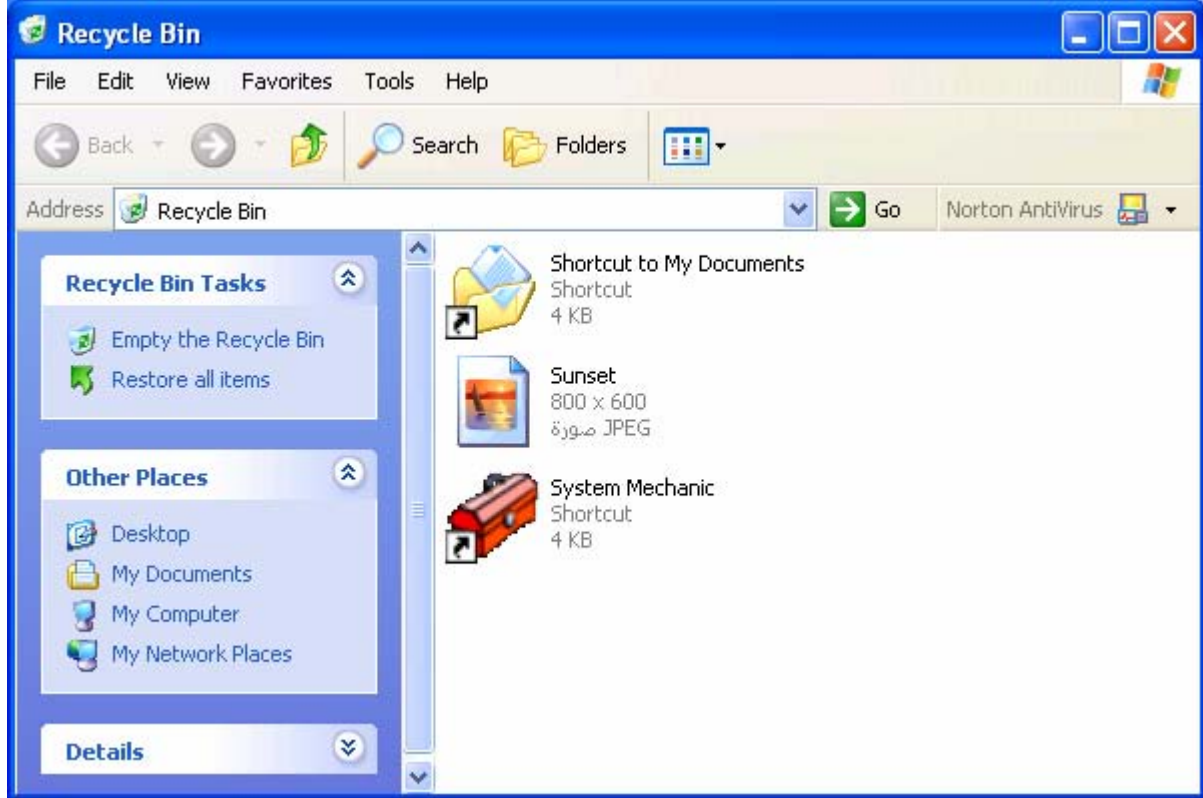 Recycle Bin
File Edit View Favorites Tools Help
Back Search Folders
Address Recycle Bin Go Norton AntiVirus
Recycle Bin Tasks
Empty the Recycle Bin
Restore all items
Other Places
Desktop
My Documents
My Computer
My Network Places
Details
Shortcut to My Documents
Shortcut
4 KB
Sunset
800 x 600
صورة JPEG
System Mechanic
Shortcut
4 KB